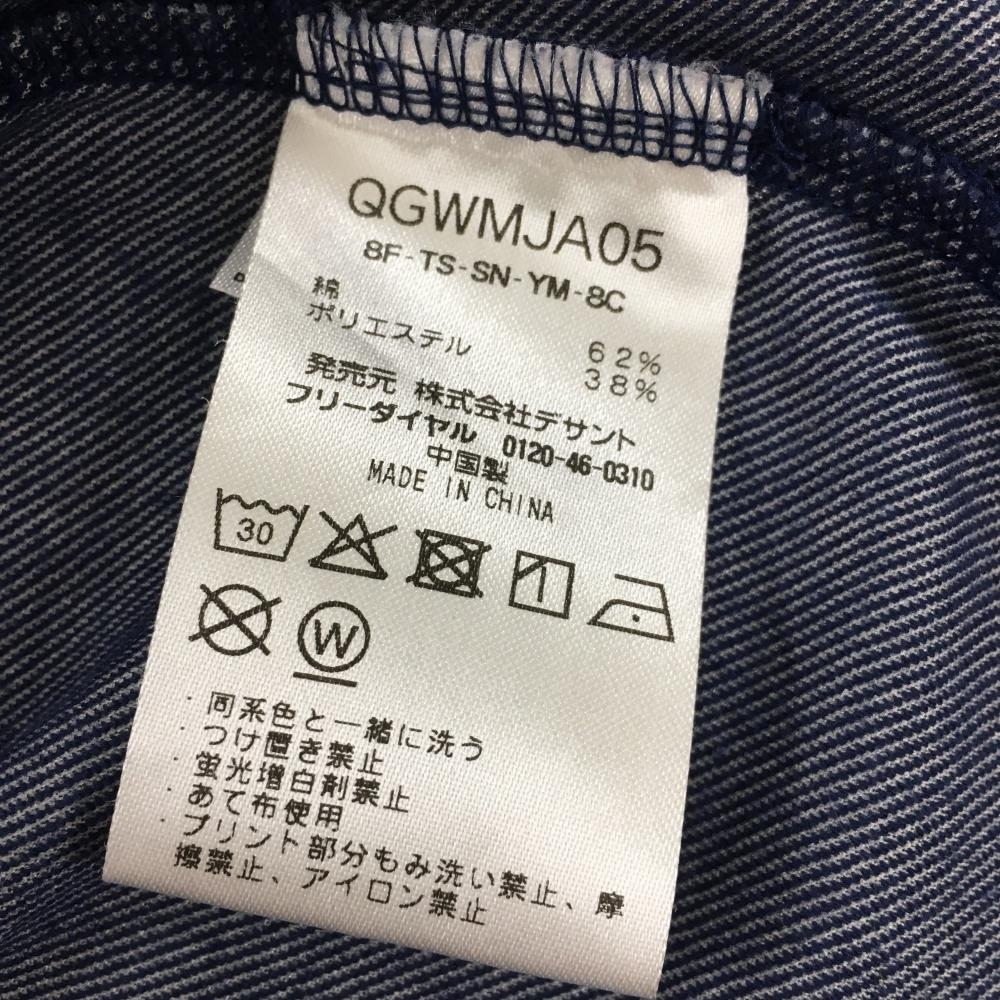 QGWMJA05
8F-TS-SN-YM-8C
綿 62%
ポリエステル 38%
発売元 株式会社デサント
フリーダイヤル 0120-46-0310
中国製
MADE IN CHINA
30
W
・同系色と一緒に洗う
・つけ置き禁止
・蛍光増白剤禁止
・あて布使用
・プリント部分もみ洗い禁止、摩
擦禁止、アイロン禁止